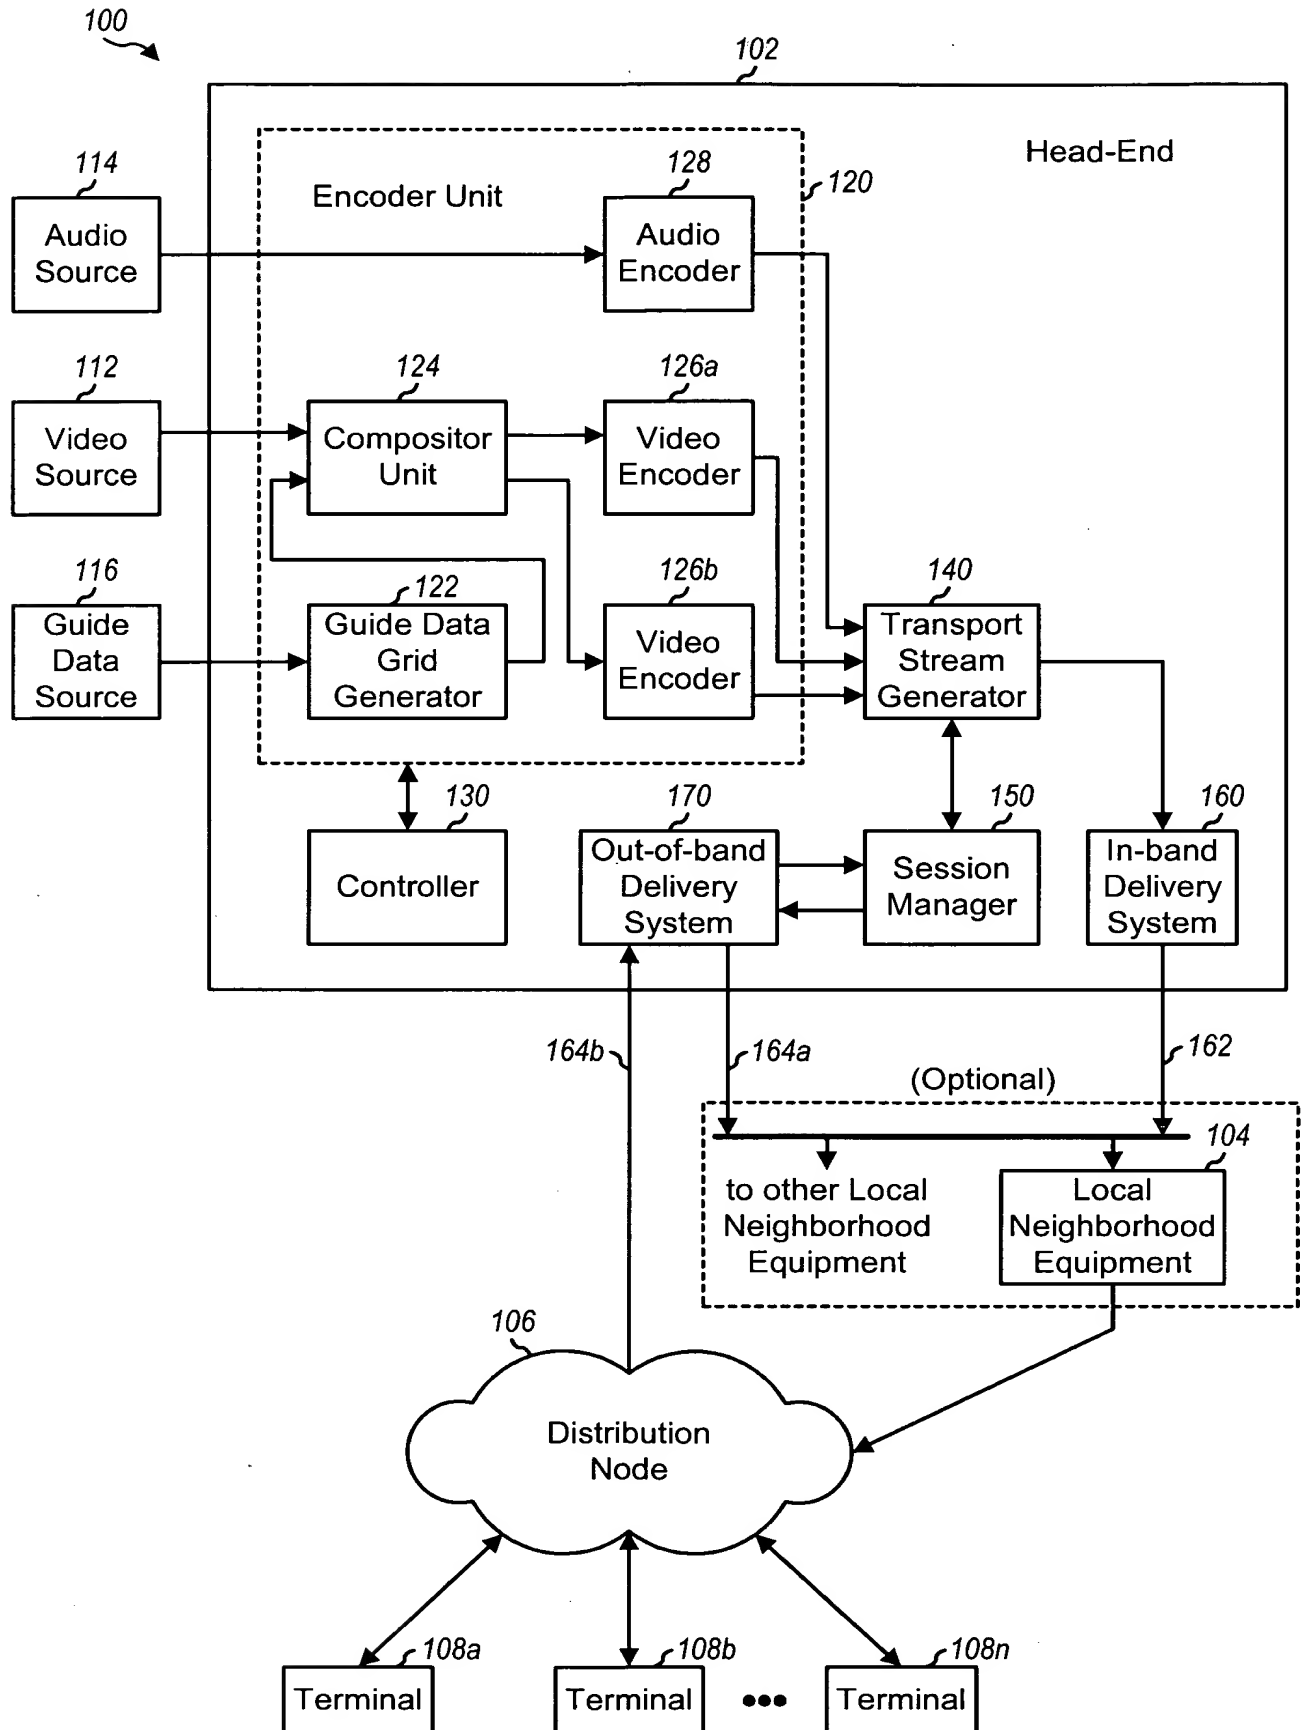 100
102
Head-End
114
128
120
Encoder Unit
Audio
Source
Audio
Encoder
112
124
126a
Video
Source
Compositor
Unit
Video
Encoder
116
122
126b
140
Guide
Data
Source
Guide Data
Grid
Generator
Video
Encoder
Transport
Stream
Generator
130
170
150
160
Controller
Out-of-band
Delivery
System
Session
Manager
In-band
Delivery
System
164b
164a
162
(Optional)
104
to other Local
Neighborhood
Equipment
Local
Neighborhood
Equipment
106
Distribution
Node
108a
108b
108n
Terminal
Terminal
•••
Terminal